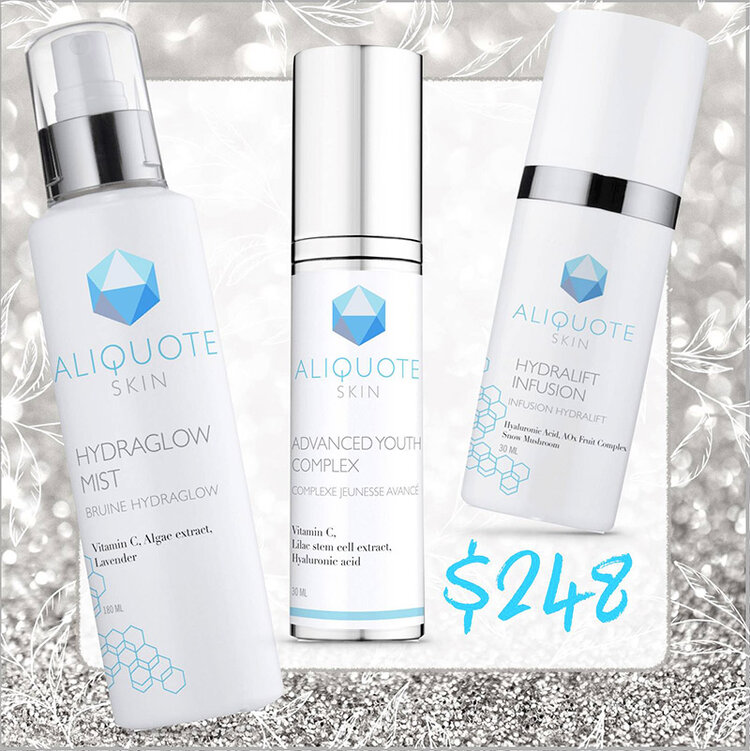 ALIQUOTE
SKIN
HYDRAGLOW
MIST
BRUINE HYDRAGLOW
Vitamin C, Algae extract,
Lavender
180 ML
ALIQUOTE
SKIN
ADVANCED YOUTH
COMPLEX
COMPLEXE JEUNESSE AVANCÉ
Vitamin C,
Lilac stem cell extract,
Hyaluronic acid
30 ML
ALIQUOTE
SKIN
HYDRALIFT
INFUSION
INFUSION HYDRALIFT
Hyaluronic Acid, AOx Fruit Complex
Snow Mushroom
30 ML
$248